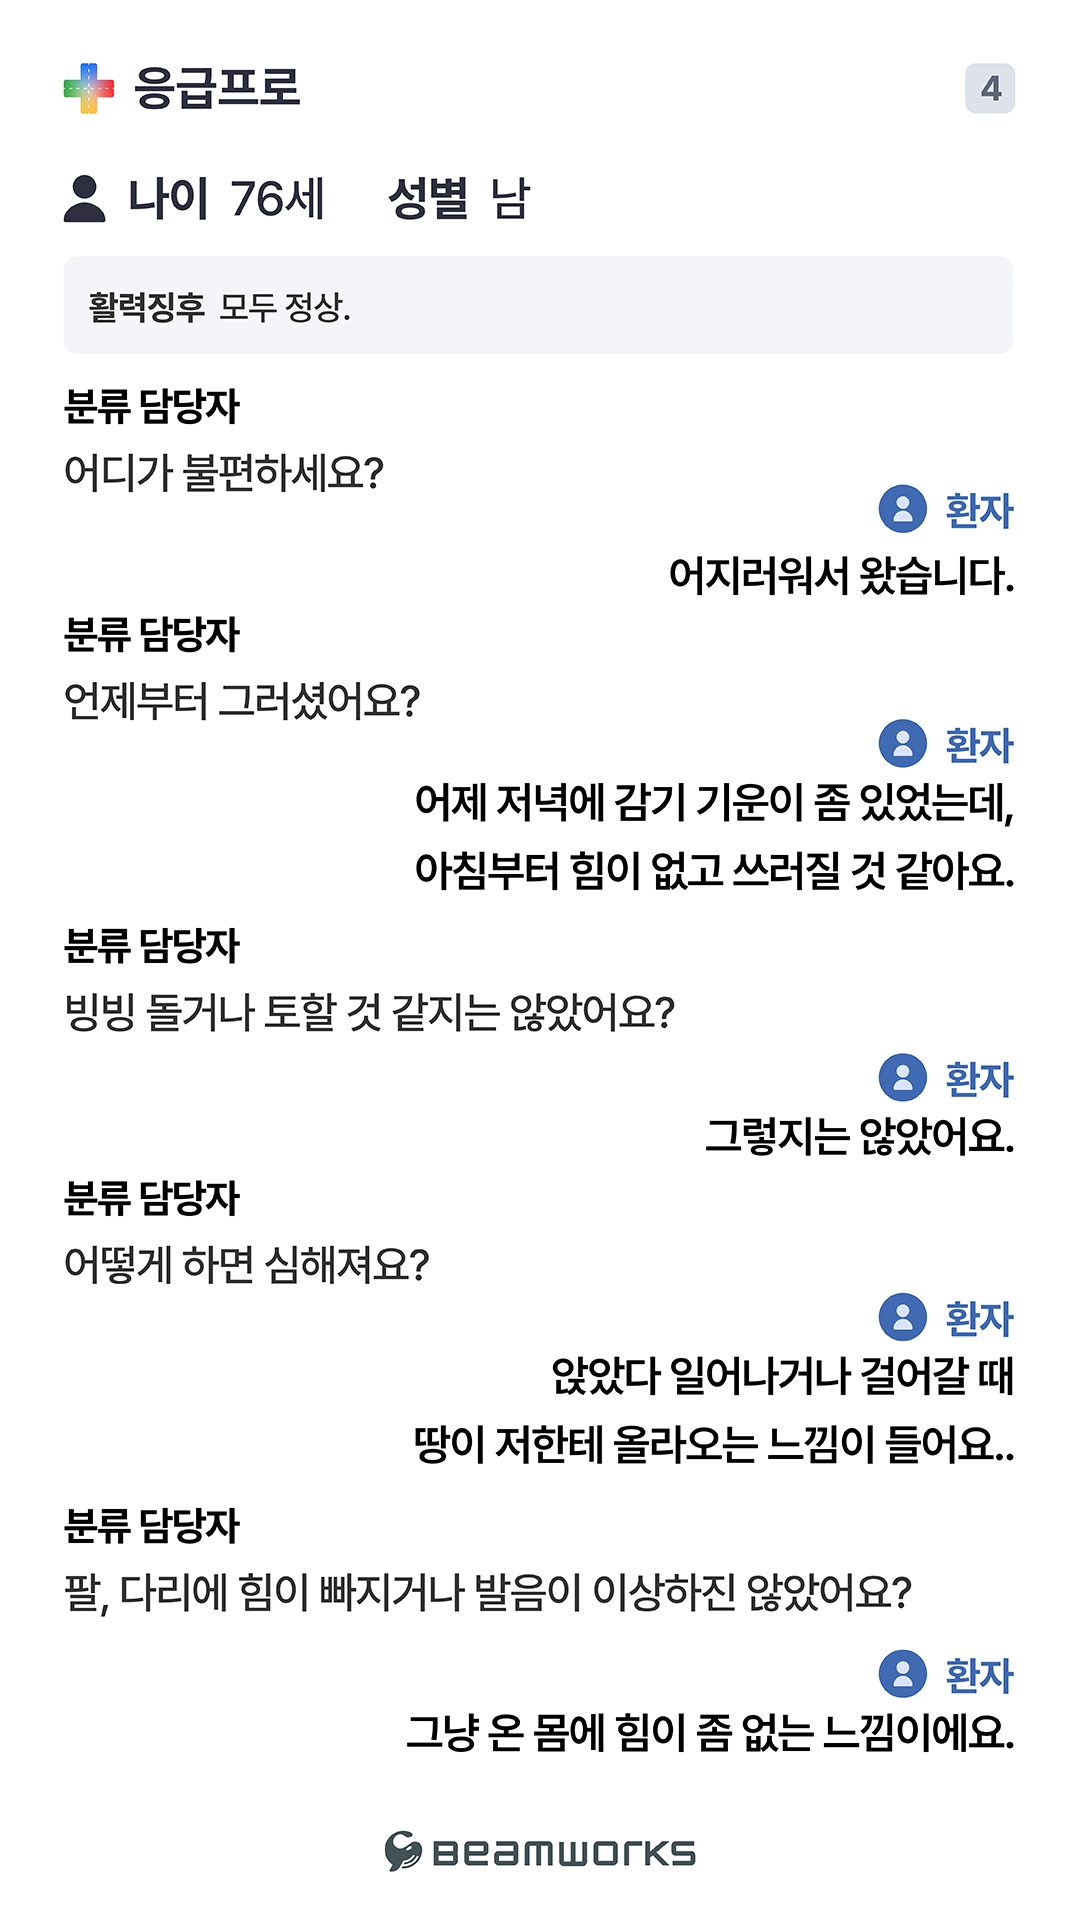 응급프로
4
나이 76세 성별 남
활력징후 모두 정상.
분류 담당자
어디가 불편하세요?
환자
어지러워서 왔습니다.
분류 담당자
언제부터 그러셨어요?
환자
어제 저녁에 감기 기운이 좀 있었는데,
아침부터 힘이 없고 쓰러질 것 같아요.
분류 담당자
빙빙 돌거나 토할 것 같지는 않았어요?
환자
그렇지는 않았어요.
분류 담당자
어떻게 하면 심해져요?
환자
앉았다 일어나거나 걸어갈 때
땅이 저한테 올라오는 느낌이 들어요..
분류 담당자
팔, 다리에 힘이 빠지거나 발음이 이상하진 않았어요?
환자
그냥 온 몸에 힘이 좀 없는 느낌이에요.
BEAMWORKS